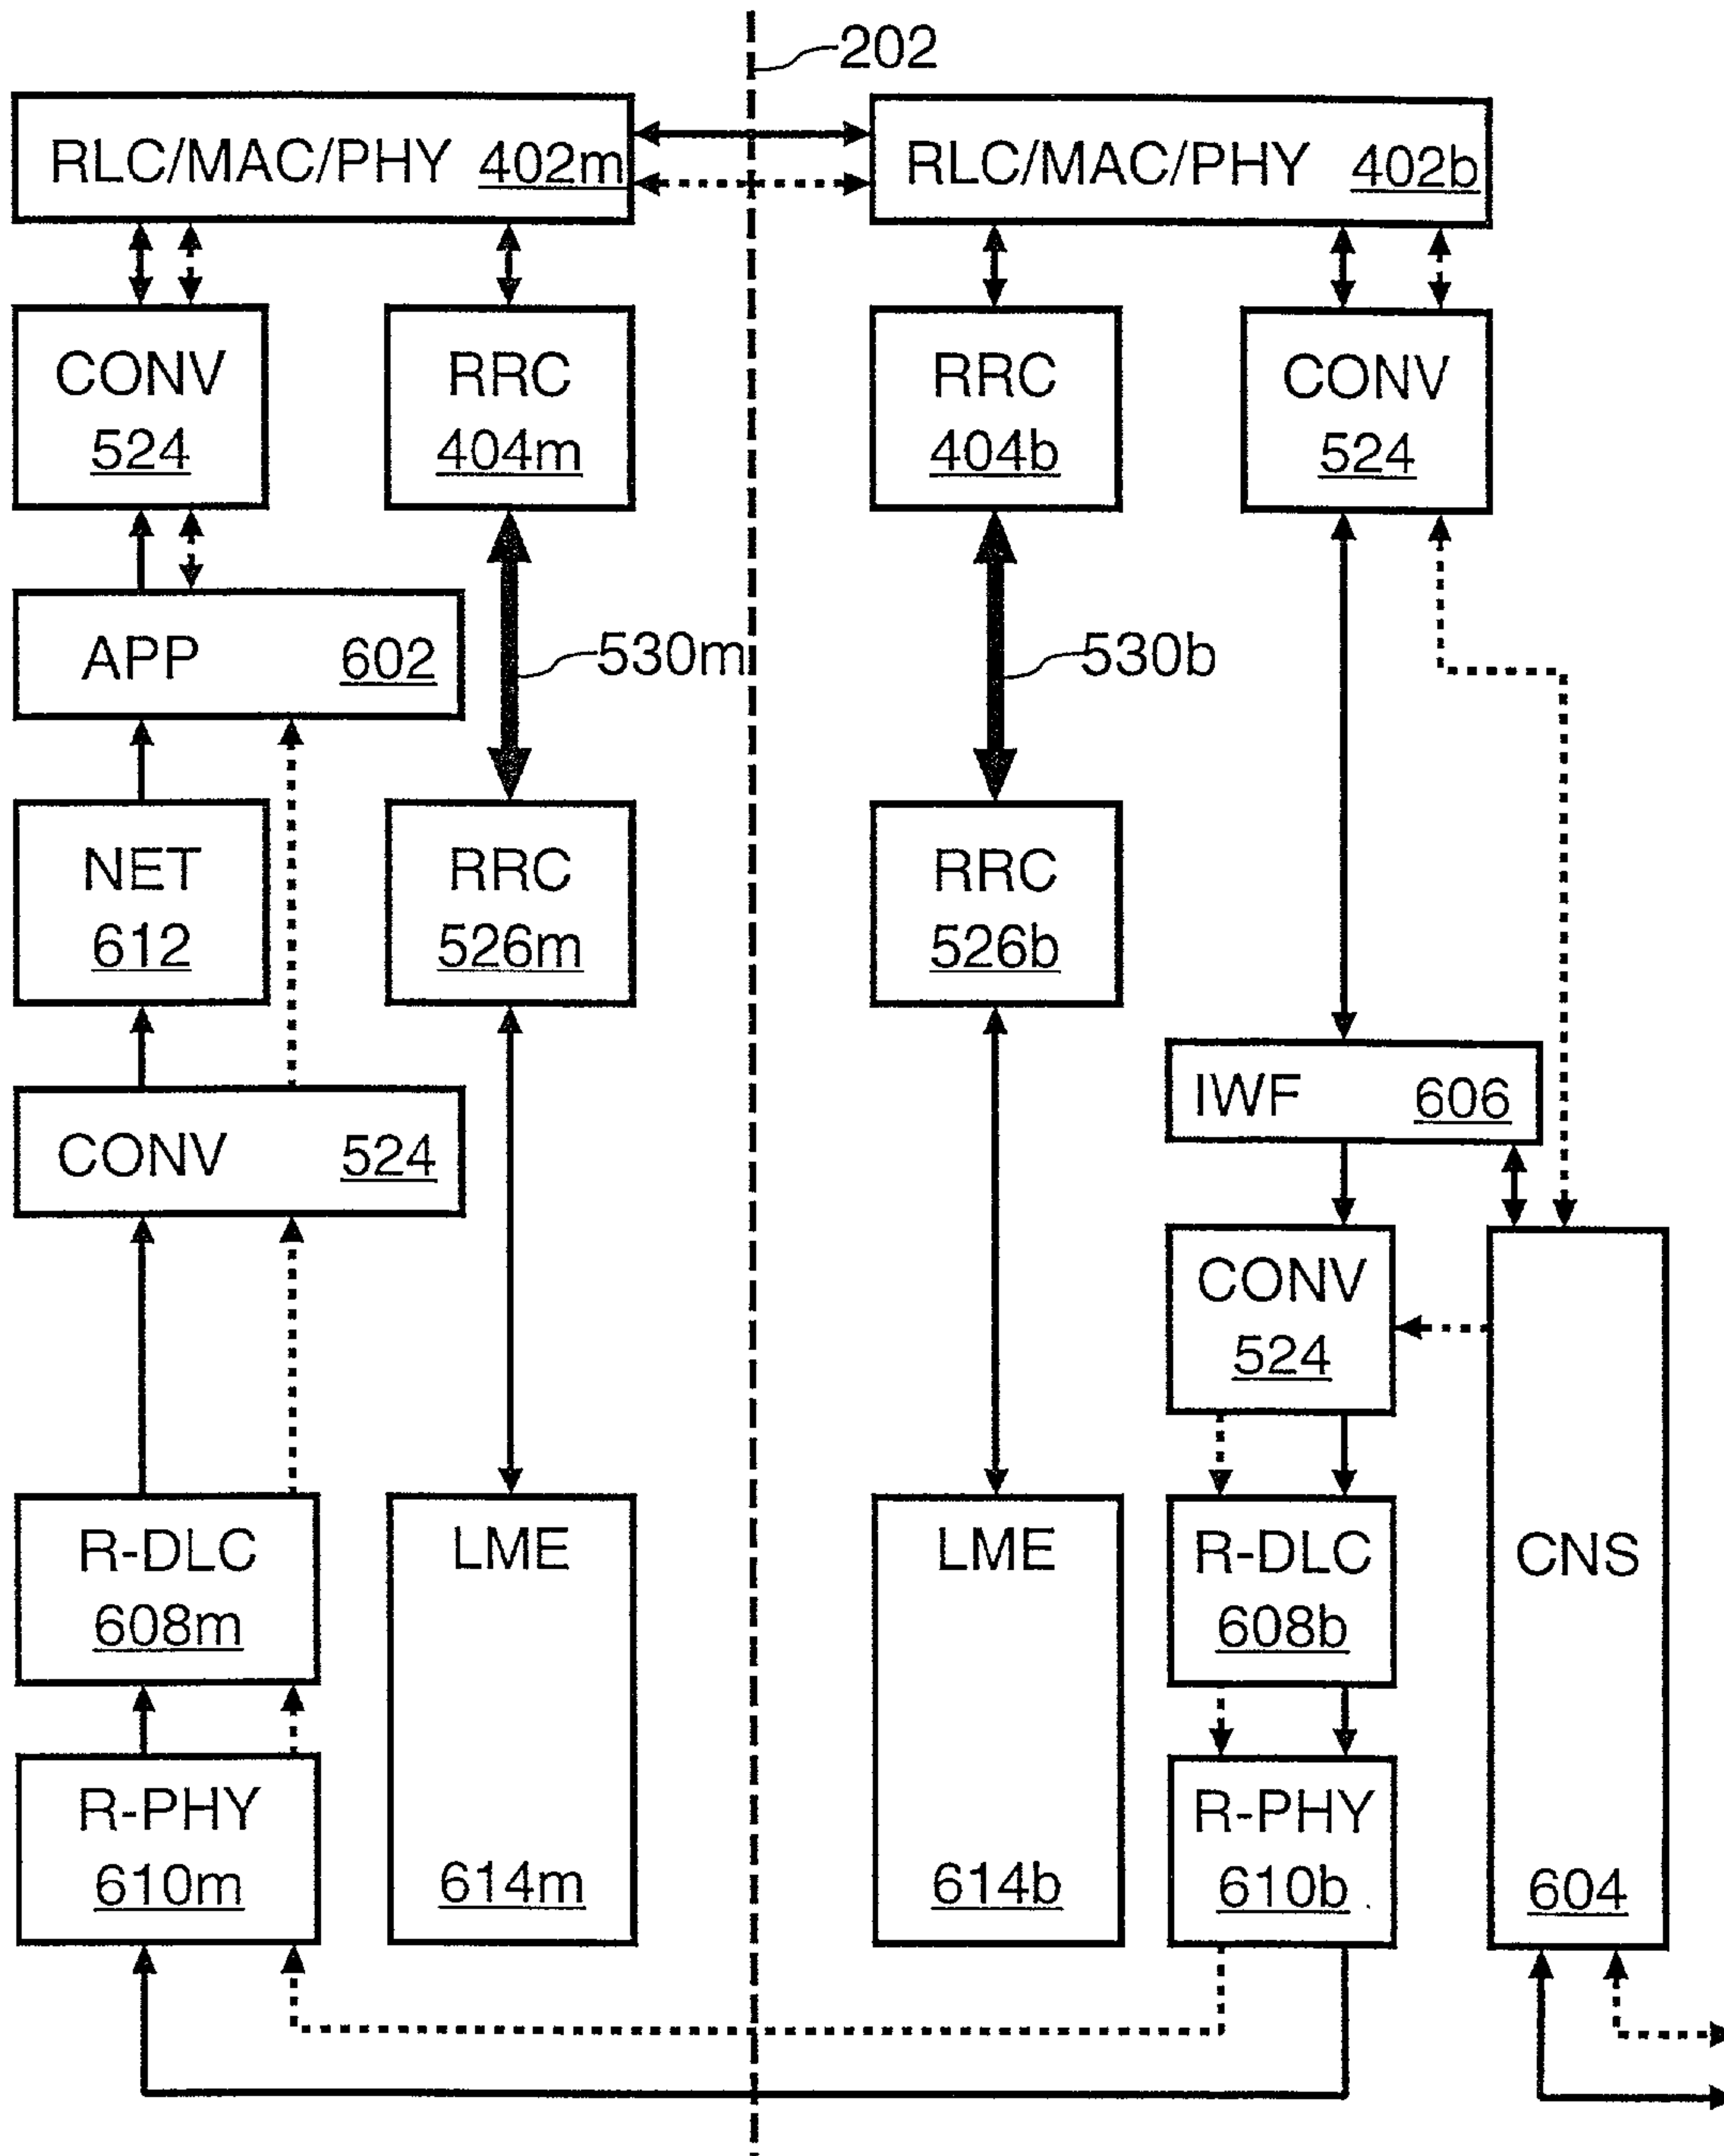 202
RLC/MAC/PHY 402m
RLC/MAC/PHY 402b
CONV
524
RRC
404m
RRC
404b
CONV
524
APP 602
530m
530b
NET
612
RRC
526m
RRC
526b
IWF 606
CONV 524
CONV
524
R-DLC
608m
LME
LME
R-DLC
608b
CNS
R-PHY
610m
614m
614b
R-PHY
610b
604